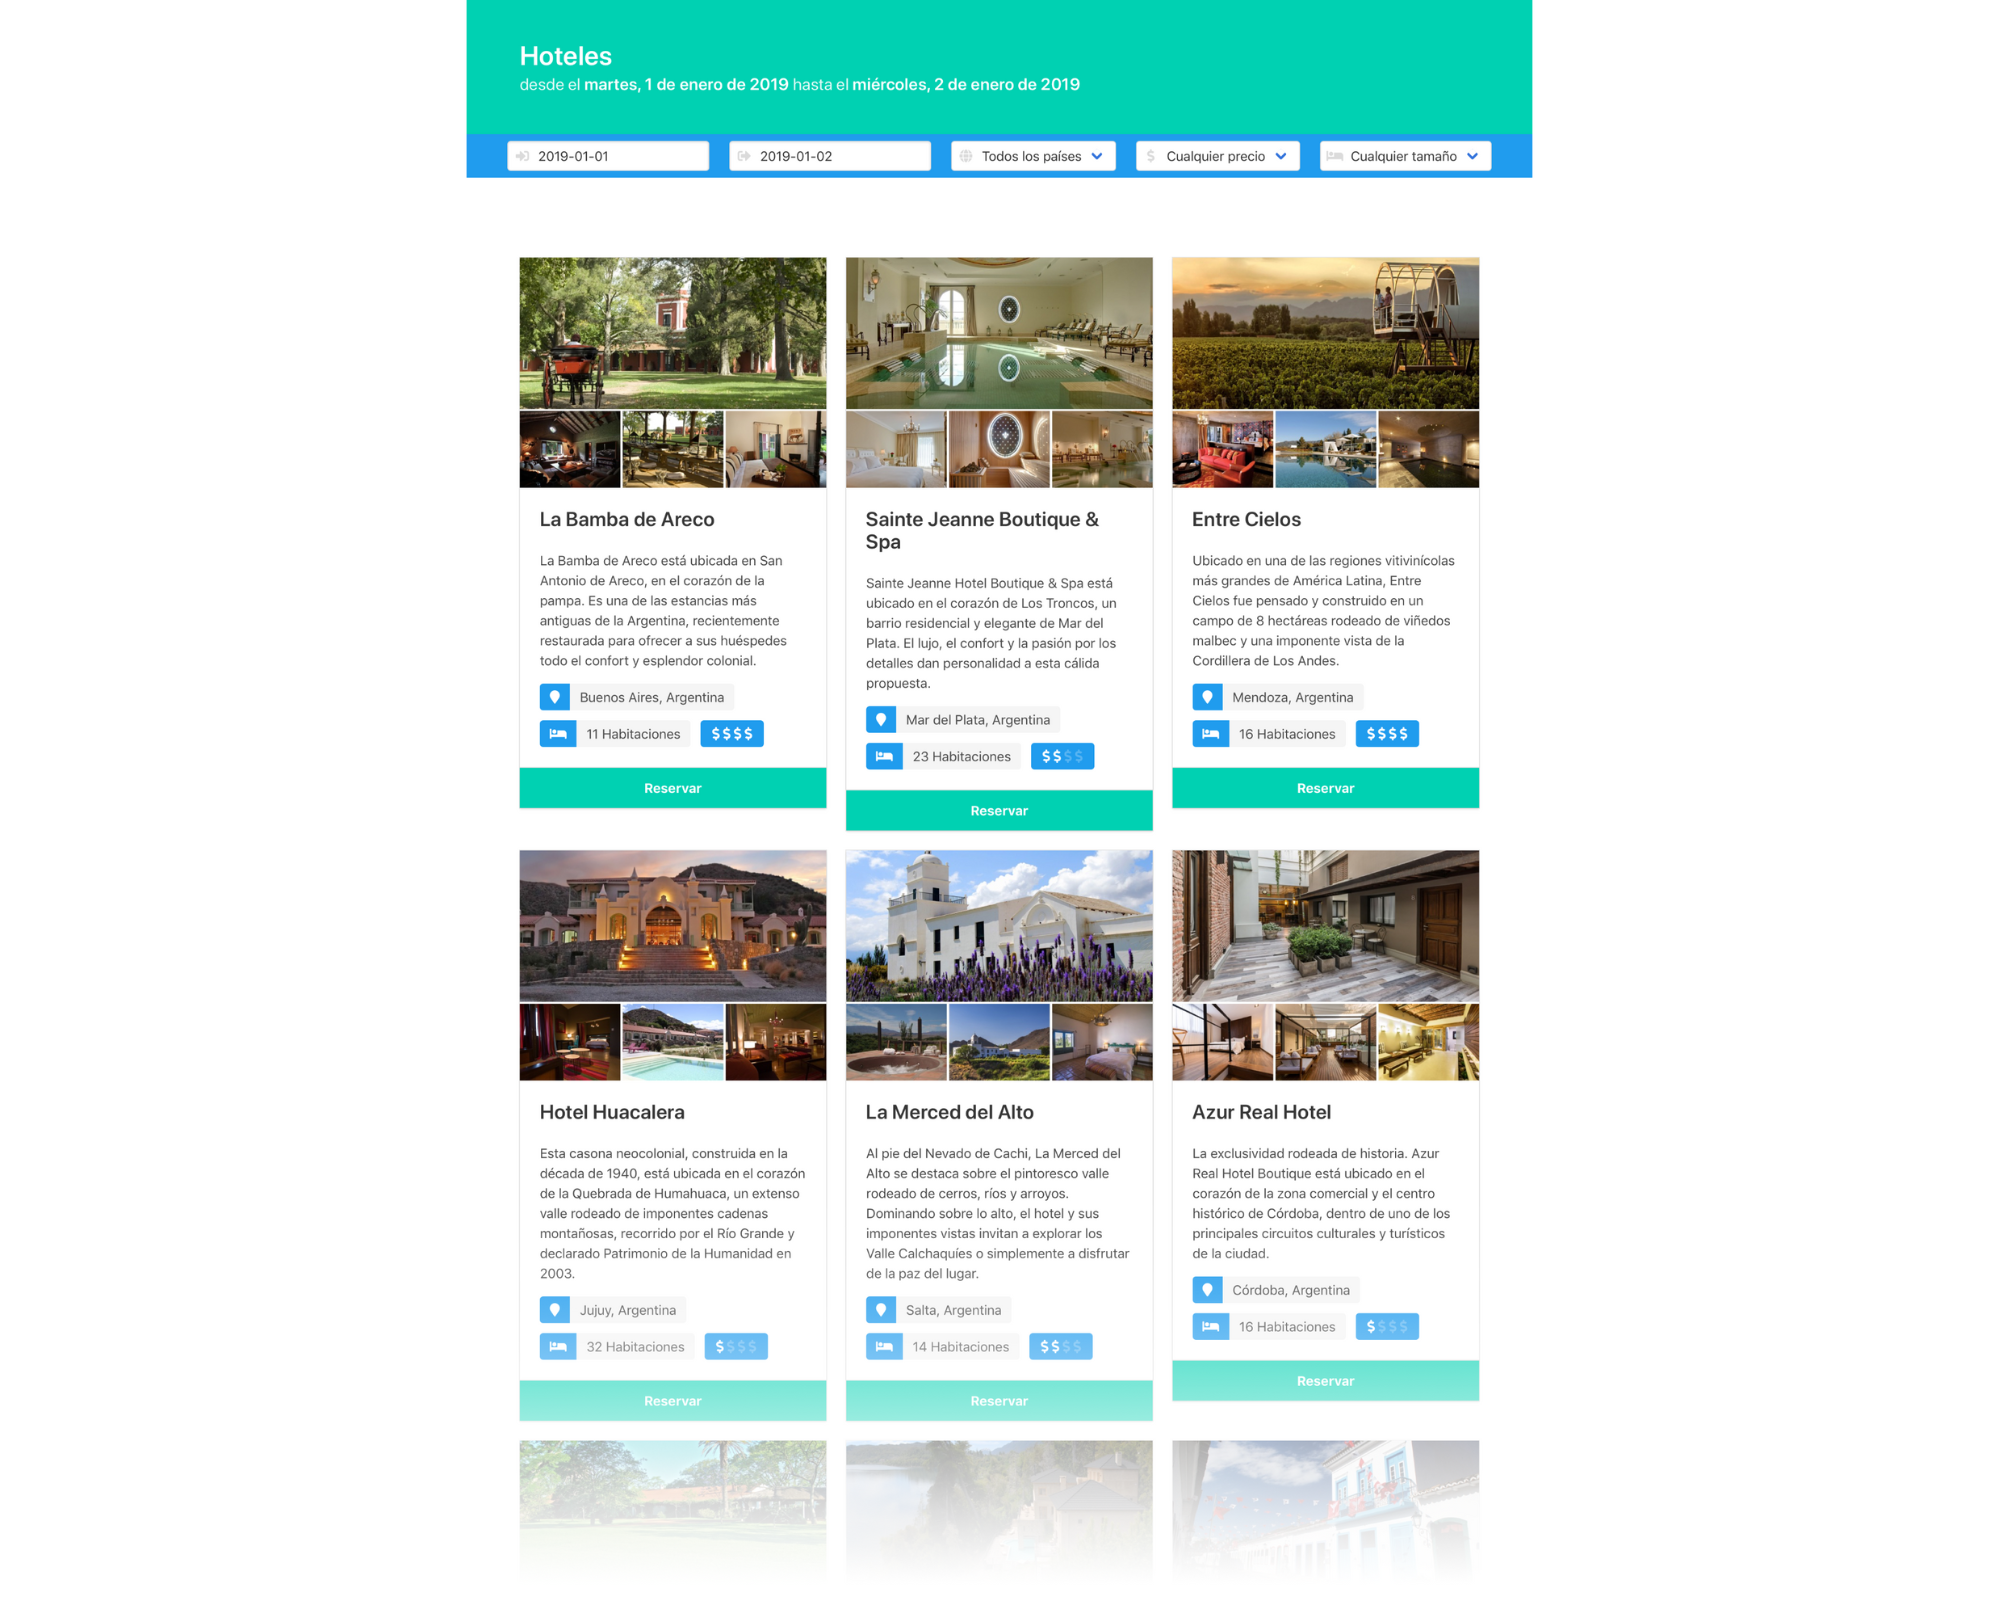 Hoteles
desde el martes, 1 de enero de 2019 hasta el miércoles, 2 de enero de 2019
2019-01-01
2019-01-02
Todos los países
Cualquier precio
Cualquier tamaño
La Bamba de Areco
La Bamba de Areco está ubicada en San
Antonio de Areco, en el corazón de la
pampa. Es una de las estancias más
antiguas de la Argentina, recientemente
restaurada para ofrecer a sus huéspedes
todo el confort y esplendor colonial.
Buenos Aires, Argentina
11 Habitaciones
$$$$
Reservar
Sainte Jeanne Boutique &
Spa
Sainte Jeanne Hotel Boutique & Spa está
ubicado en el corazón de Los Troncos, un
barrio residencial y elegante de Mar del
Plata. El lujo, el confort y la pasión por los
detalles dan personalidad a esta cálida
propuesta.
Mar del Plata, Argentina
23 Habitaciones
$$$$
Reservar
Entre Cielos
Ubicado en una de las regiones vitivinícolas
más grandes de América Latina, Entre
Cielos fue pensado y construido en un
campo de 8 hectáreas rodeado de viñedos
malbec y una imponente vista de la
Cordillera de Los Andes.
Mendoza, Argentina
16 Habitaciones
$$$$
Reservar
Hotel Huacalera
Esta casona neocolonial, construida en la
década de 1940, está ubicada en el corazón
de la Quebrada de Humahuaca, un extenso
valle rodeado de imponentes cadenas
montañosas, recorrido por el Río Grande y
declarado Patrimonio de la Humanidad en
2003.
Jujuy, Argentina
32 Habitaciones
$$$$
Reservar
La Merced del Alto
Al pie del Nevado de Cachi, La Merced del
Alto se destaca sobre el pintoresco valle
rodeado de cerros, ríos y arroyos.
Dominando sobre lo alto, el hotel y sus
imponentes vistas invitan a explorar los
Valle Calchaquíes o simplemente a disfrutar
de la paz del lugar.
Salta, Argentina
14 Habitaciones
$$$$
Reservar
Azur Real Hotel
La exclusividad rodeada de historia. Azur
Real Hotel Boutique está ubicado en el
corazón de la zona comercial y el centro
histórico de Córdoba, dentro de uno de los
principales circuitos culturales y turísticos
de la ciudad.
Córdoba, Argentina
16 Habitaciones
$$$$
Reservar